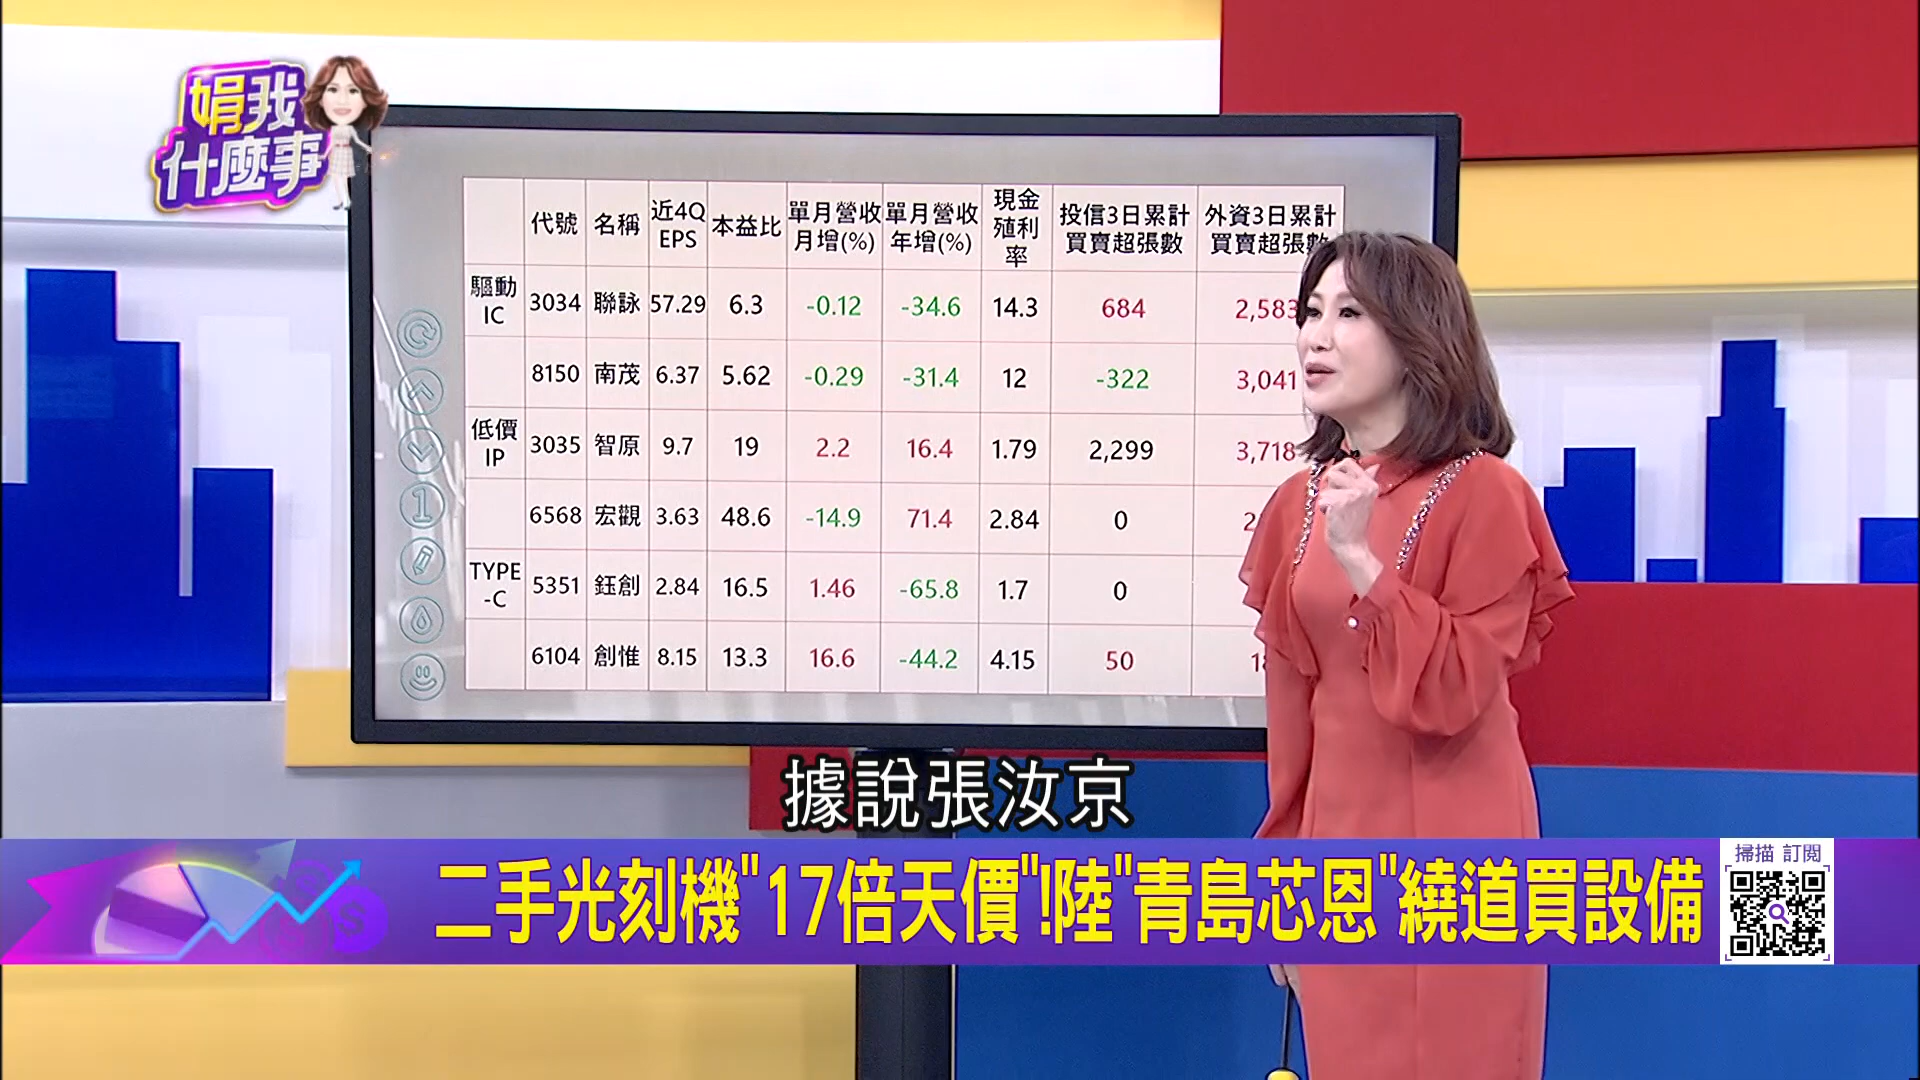 娟我
什麼事
代號 名稱 近4Q EPS 本益比 單月營收月增(%) 單月營收年增(%) 現金殖利率 投信3日累計買賣超張數 外資3日累計買賣超張數
驅動IC 3034 聯詠 57.29 6.3 -0.12 -34.6 14.3 684 2,583
8150 南茂 6.37 5.62 -0.29 -31.4 12 -322 3,041
低價IP 3035 智原 9.7 19 2.2 16.4 1.79 2,299 3,718
6568 宏觀 3.63 48.6 -14.9 71.4 2.84 0
TYPE-C 5351 鈺創 2.84 16.5 1.46 -65.8 1.7 0
6104 創惟 8.15 13.3 16.6 -44.2 4.15 50
1
據說張汝京
二手光刻機"17倍天價"!陸"青島芯恩"繞道買設備
掃描 訂閱